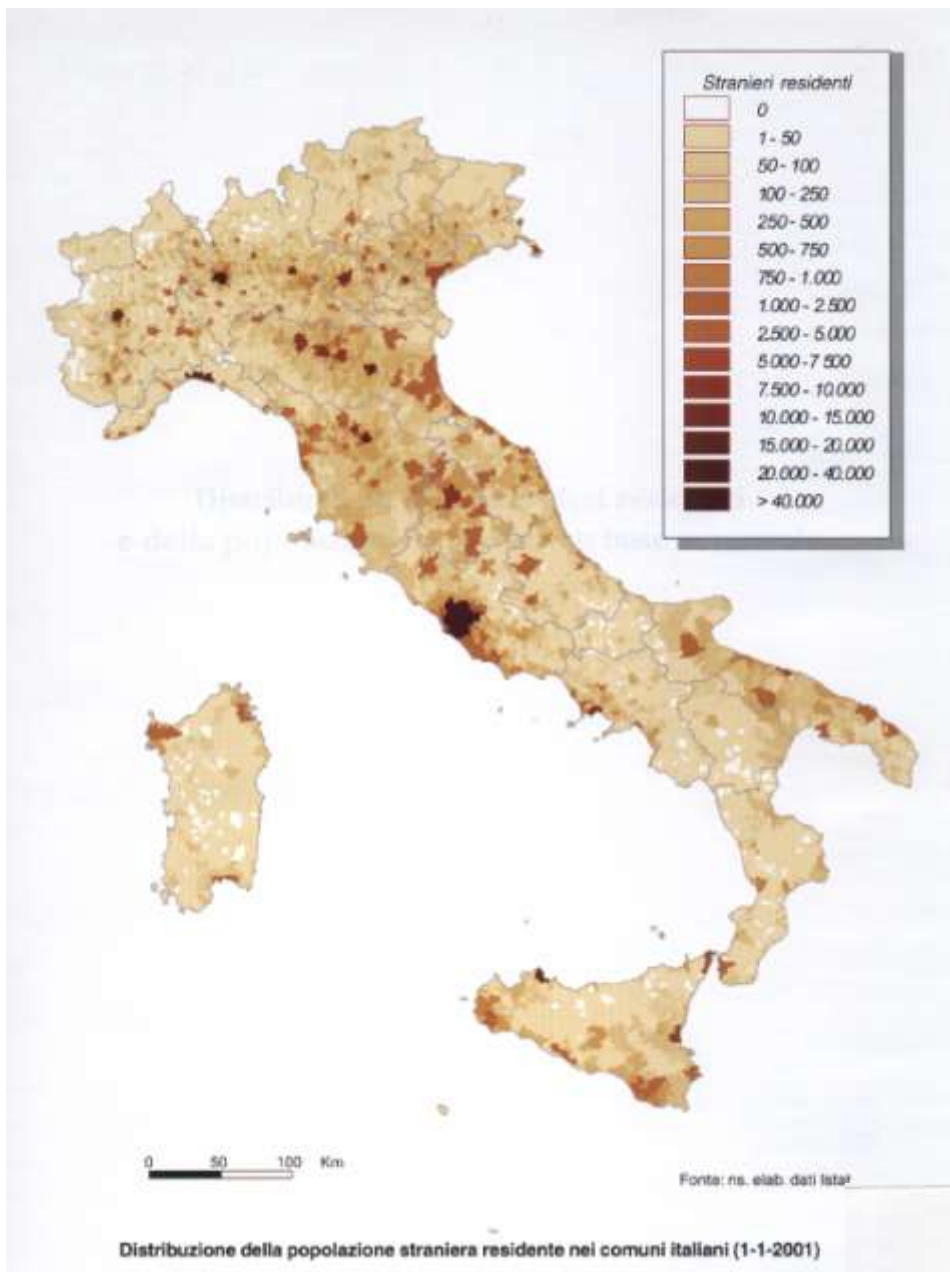 Stranieri residenti
0
1 - 50
50 - 100
100 - 250
250 - 500
500 - 750
750 - 1.000
1.000 - 2.500
2.500 - 5.000
5.000 - 7.500
7.500 - 10.000
10.000 - 15.000
15.000 - 20.000
20.000 - 40.000
> 40.000
0 50 100 Km
Fonte: ns. elab. dati Istat
Distribuzione della popolazione straniera residente nei comuni italiani (1-1-2001)